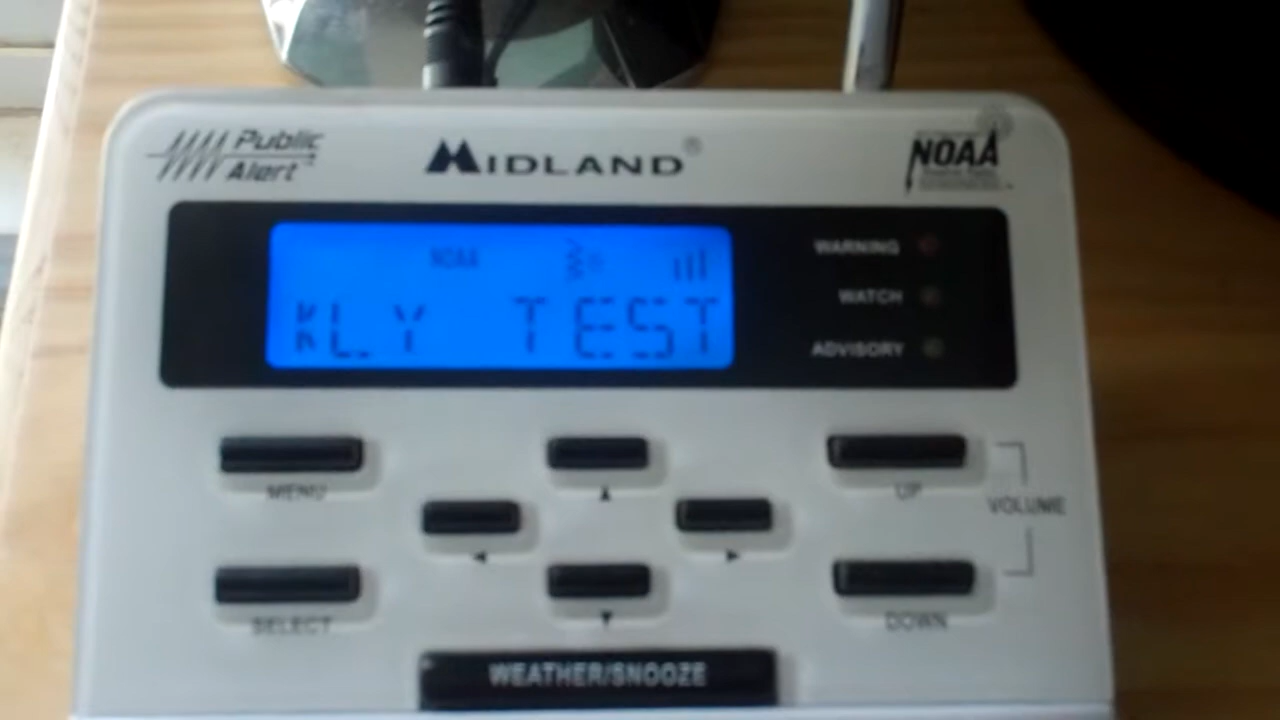 Public Alert
MIDLAND®
NOAA
NOAA
KLY TEST
WARNING
WATCH
ADVISORY
MENU
UP
VOLUME
SELECT
DOWN
WEATHER/SNOOZE